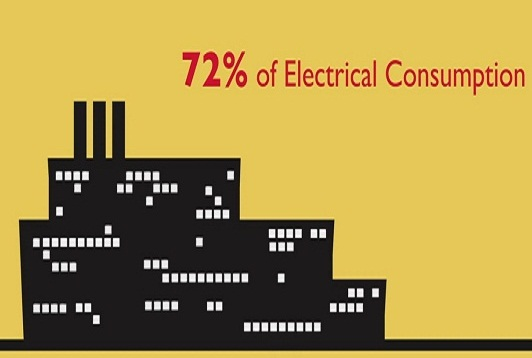 72% of Electrical Consumption